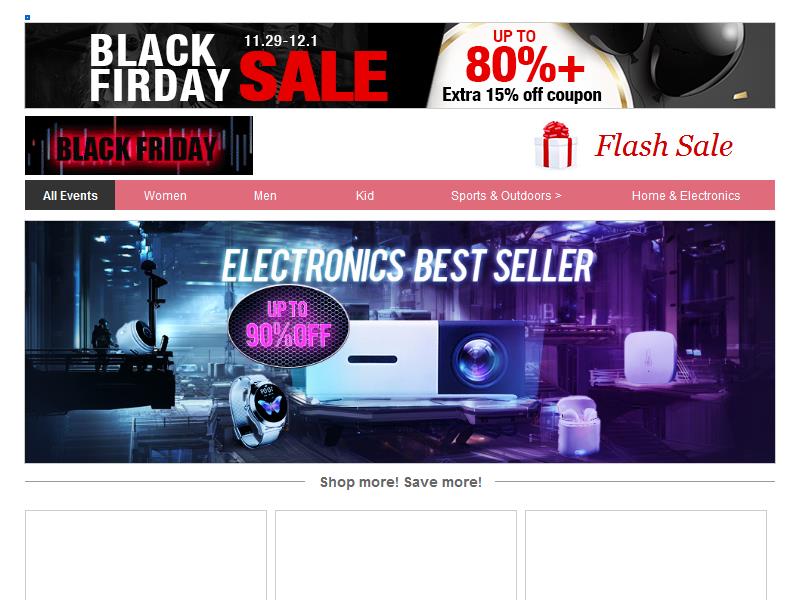 BLACK
FIRDAY
11.29-12.1
SALE
UP TO
80%+
Extra 15% off coupon
BLACK FRIDAY
Flash Sale
All Events
Women
Men
Kid
Sports & Outdoors >
Home & Electronics
ELECTRONICS BEST SELLER
UP TO
90%OFF
Shop more! Save more!